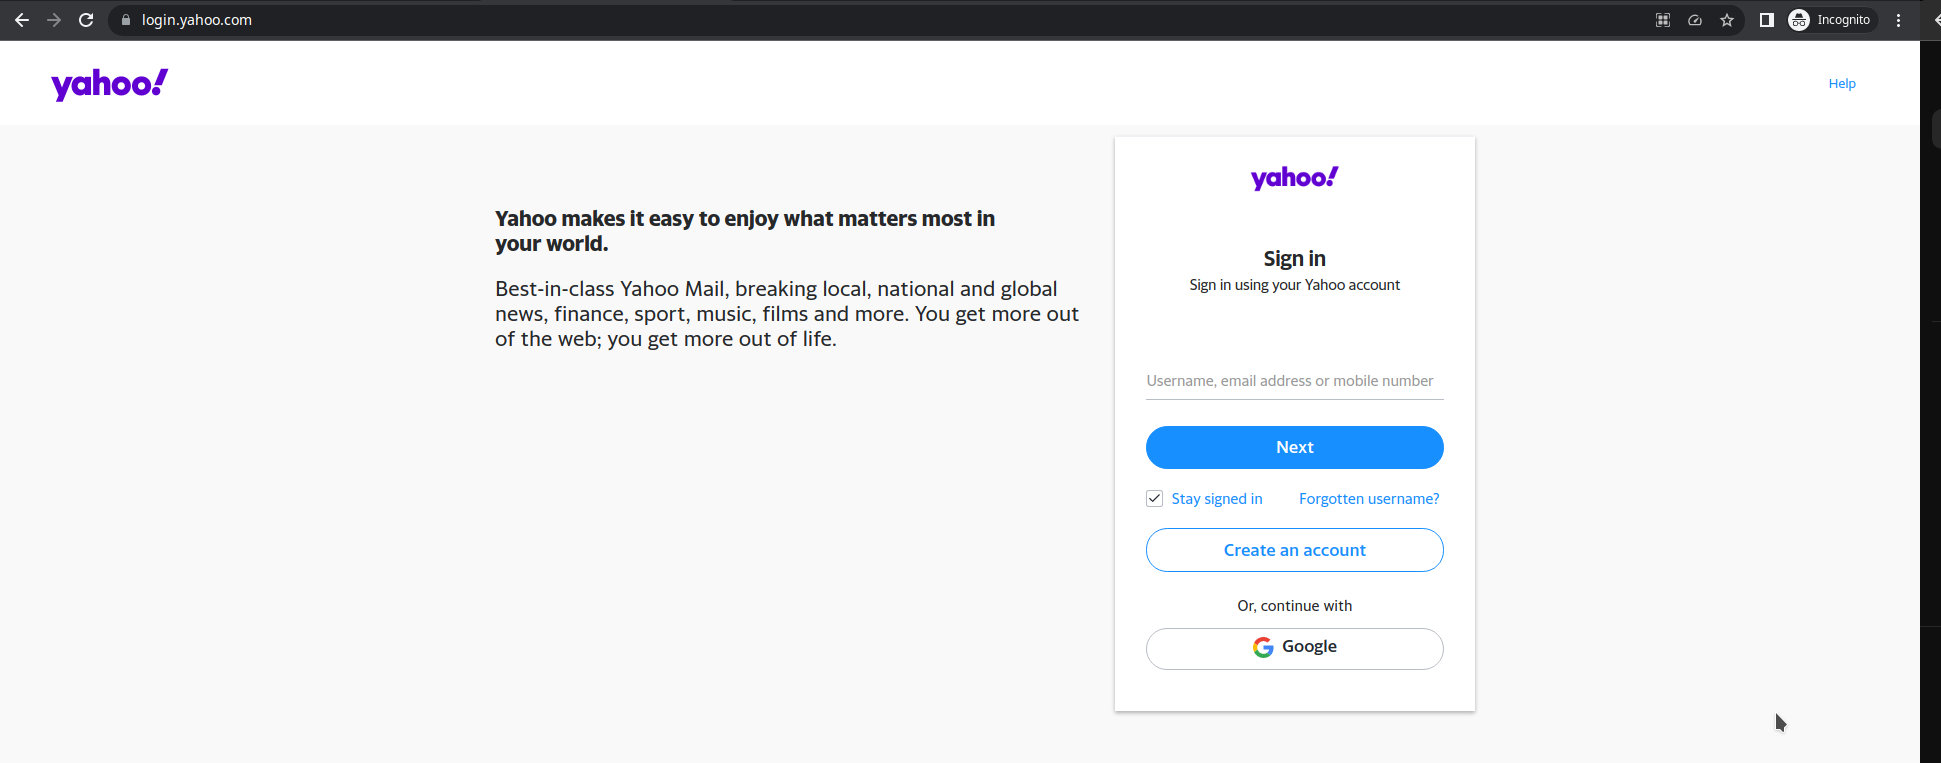 login.yahoo.com
Incognito
yahoo!
Help
Yahoo makes it easy to enjoy what matters most in
your world.
Best-in-class Yahoo Mail, breaking local, national and global
news, finance, sport, music, films and more. You get more out
of the web; you get more out of life.
yahoo!
Sign in
Sign in using your Yahoo account
Username, email address or mobile number
Next
Stay signed in
Forgotten username?
Create an account
Or, continue with
Google